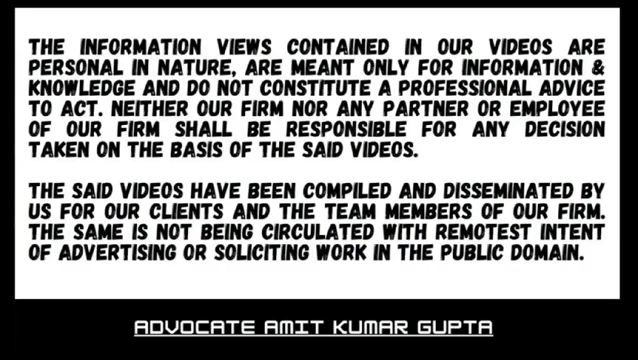 THE INFORMATION VIEWS CONTAINED IN OUR VIDEOS ARE
PERSONAL IN NATURE, ARE MEANT ONLY FOR INFORMATION &
KNOWLEDGE AND DO NOT CONSTITUTE A PROFESSIONAL ADVICE
TO ACT. NEITHER OUR FIRM NOR ANY PARTNER OR EMPLOYEE
OF OUR FIRM SHALL BE RESPONSIBLE FOR ANY DECISION
TAKEN ON THE BASIS OF THE SAID VIDEOS.
THE SAID VIDEOS HAVE BEEN COMPILED AND DISSEMINATED BY
US FOR OUR CLIENTS AND THE TEAM MEMBERS OF OUR FIRM.
THE SAME IS NOT BEING CIRCULATED WITH REMOTEST INTENT
OF ADVERTISING OR SOLICITING WORK IN THE PUBLIC DOMAIN.
ADVOCATE AMIT KUMAR GUPTA